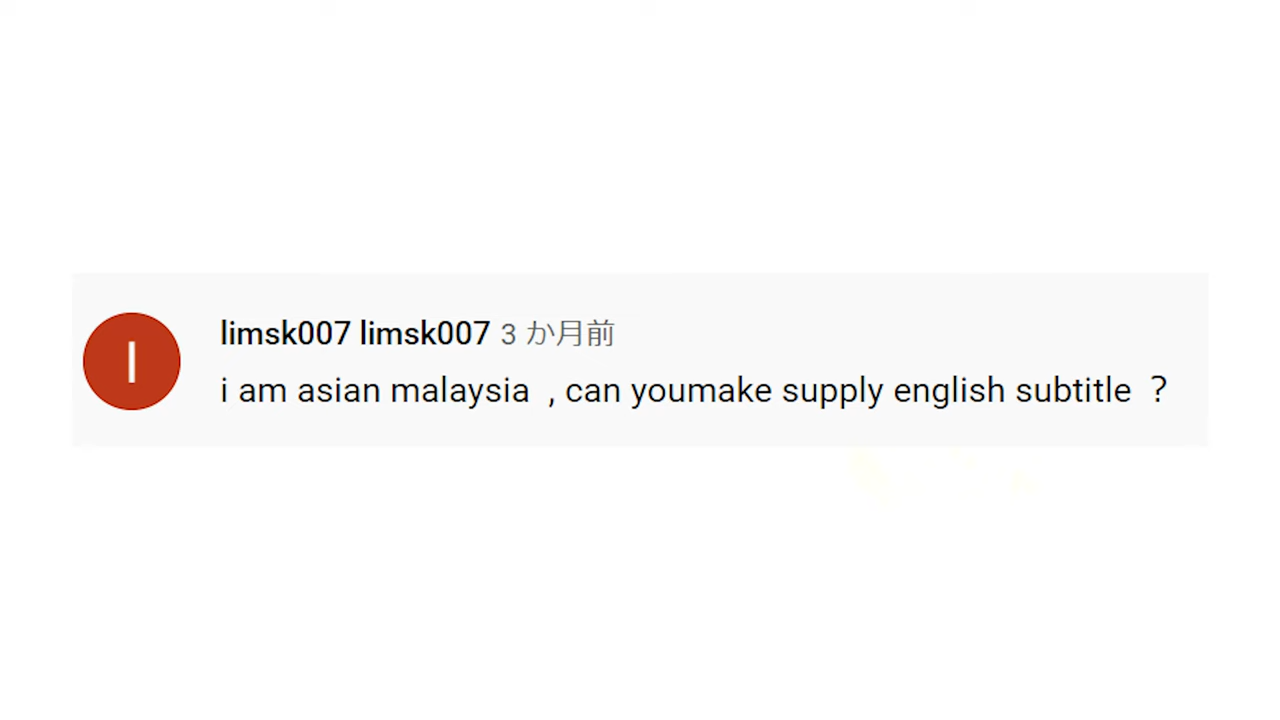 l
limsk007 limsk007 3 か月前
i am asian malaysia , can youmake supply english subtitle ?